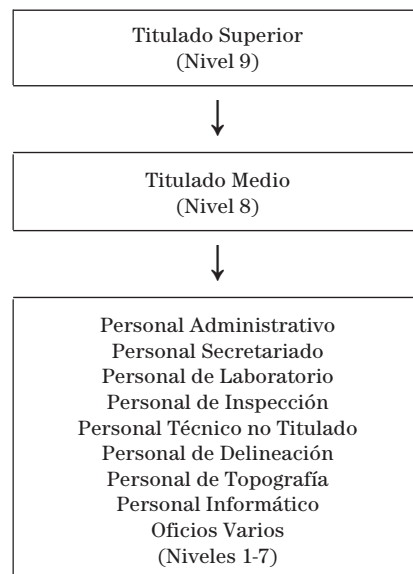 Titulado Superior
(Nivel 9)
Titulado Medio
(Nivel 8)
Personal Administrativo
Personal Secretariado
Personal de Laboratorio
Personal de Inspección
Personal Técnico no Titulado
Personal de Delineación
Personal de Topografía
Personal Informático
Oficios Varios
(Niveles 1-7)